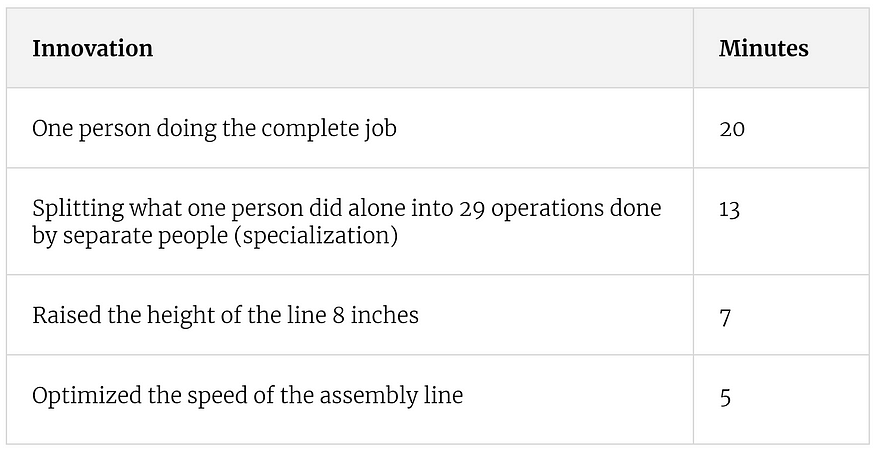 Innovation Minutes
One person doing the complete job 20
Splitting what one person did alone into 29 operations done 13
by separate people (specialization)
Raised the height of the line 8 inches 7
Optimized the speed of the assembly line 5